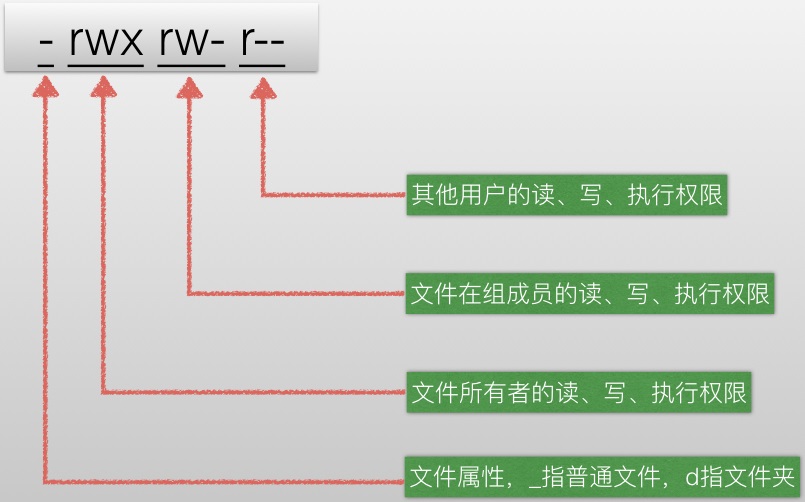 - rwx rw- r--
其他用户的读、写、执行权限
文件在组成员的读、写、执行权限
文件所有者的读、写、执行权限
文件属性，_指普通文件，d指文件夹